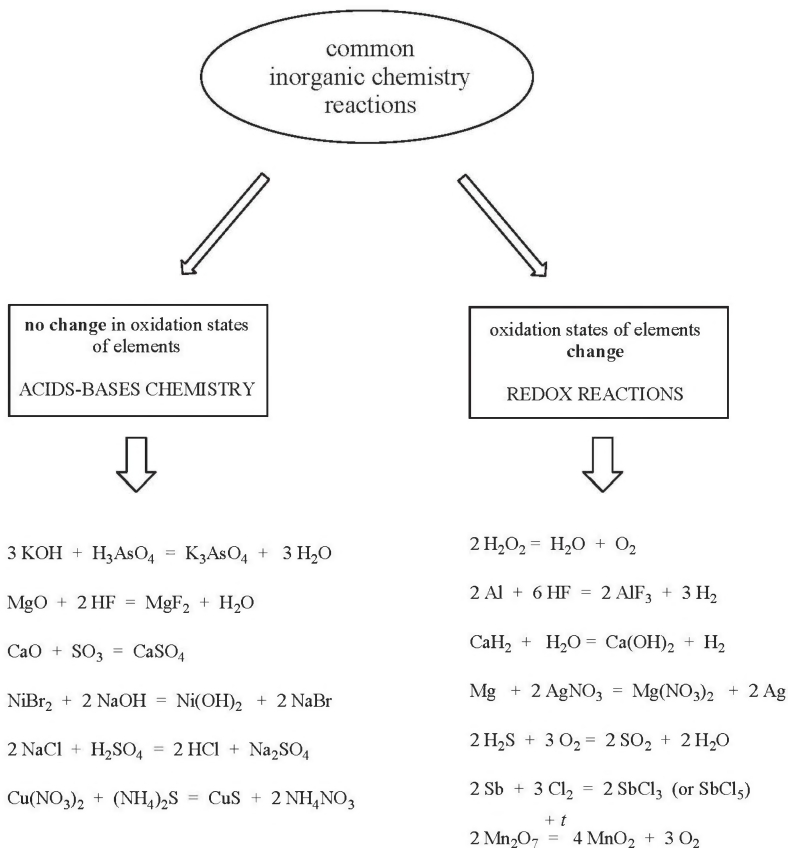 common
inorganic chemistry
reactions
no change in oxidation states
of elements
ACIDS-BASES CHEMISTRY
oxidation states of elements
change
REDOX REACTIONS
3 KOH + H₃AsO₄ = K₃AsO₄ + 3 H₂O
MgO + 2 HF = MgF₂ + H₂O
CaO + SO₃ = CaSO₄
NiBr₂ + 2 NaOH = Ni(OH)₂ + 2 NaBr
2 NaCl + H₂SO₄ = 2 HCl + Na₂SO₄
Cu(NO₃)₂ + (NH₄)₂S = CuS + 2 NH₄NO₃
2 H₂O₂ = H₂O + O₂
2 Al + 6 HF = 2 AlF₃ + 3 H₂
CaH₂ + H₂O = Ca(OH)₂ + H₂
Mg + 2 AgNO₃ = Mg(NO₃)₂ + 2 Ag
2 H₂S + 3 O₂ = 2 SO₂ + 2 H₂O
2 Sb + 3 Cl₂ = 2 SbCl₃ (or SbCl₅)
+ t
2 Mn₂O₇ = 4 MnO₂ + 3 O₂